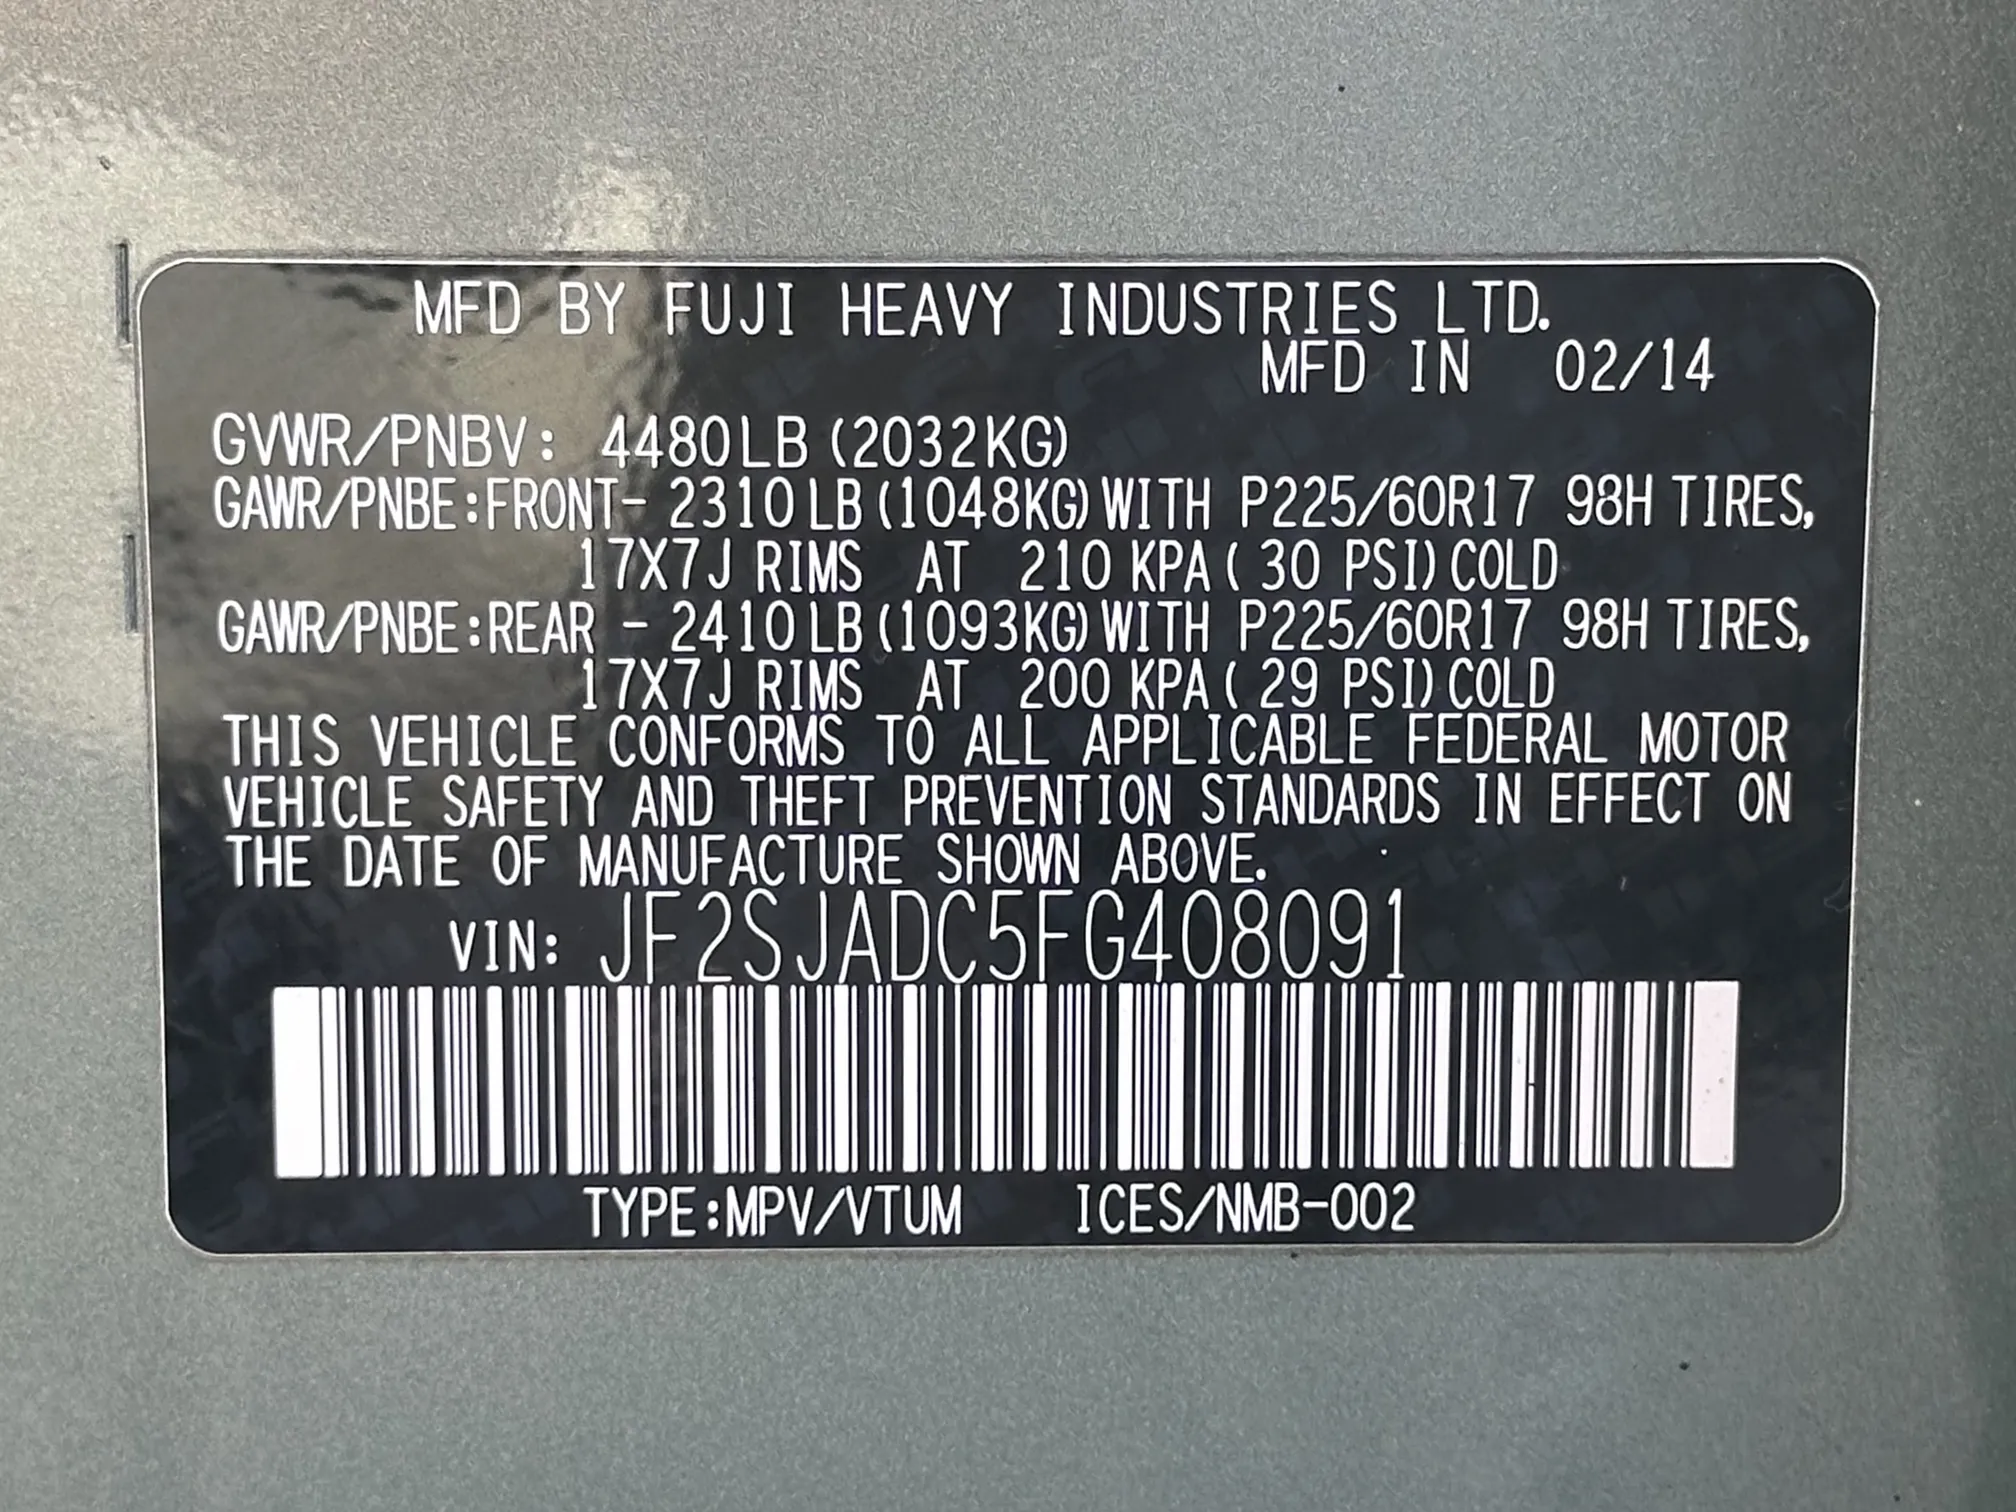 MFD BY FUJI HEAVY INDUSTRIES LTD.
MFD IN 02/14
GVWR/PNBV: 4480LB (2032KG)
GAWR/PNBE:FRONT- 2310LB(1048KG)WITH P225/60R17 98H TIRES,
17X7J RIMS AT 210 KPA( 30 PSI)COLD
GAWR/PNBE:REAR - 2410LB(1093KG)WITH P225/60R17 98H TIRES,
17X7J RIMS AT 200 KPA( 29 PSI)COLD
THIS VEHICLE CONFORMS TO ALL APPLICABLE FEDERAL MOTOR
VEHICLE SAFETY AND THEFT PREVENTION STANDARDS IN EFFECT ON
THE DATE OF MANUFACTURE SHOWN ABOVE.
VIN: JF2SJADC5FG408091
TYPE:MPV/VTUM ICES/NMB-002